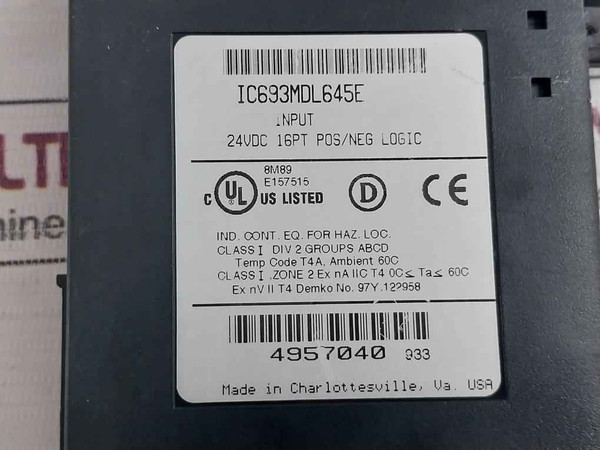 IC693MDL645E
INPUT
24VDC 16PT POS/NEG LOGIC
8M89
E157515
C UL US LISTED D CE
IND. CONT. EQ. FOR HAZ. LOC.
CLASS I DIV 2 GROUPS ABCD
Temp Code T4A, Ambient 60C
CLASS I .ZONE 2 Ex nA IIC T4 0C≤ Ta≤ 60C
Ex nV II T4 Demko No. 97Y.122958
4957040 933
Made in Charlottesville, Va. USA